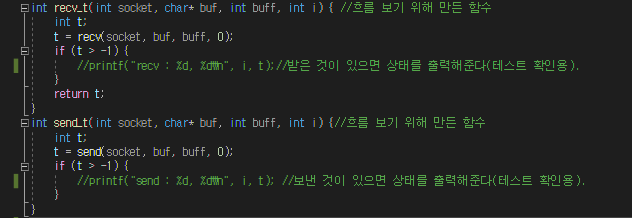 int recv_t(int socket, char* buf, int buff, int i) { //흐름 보기 위해 만든 함수
int t;
t = recv(socket, buf, buff, 0);
if (t > -1) {
//printf("recv : %d, %d₩n", i, t);//받은 것이 있으면 상태를 출력해준다(테스트 확인용).
}
return t;
}
int send_t(int socket, char* buf, int buff, int i) {//흐름 보기 위해 만든 함수
int t;
t = send(socket, buf, buff, 0);
if (t > -1) {
//printf("send : %d, %d₩n", i, t); //보낸 것이 있으면 상태를 출력해준다(테스트 확인용).
}
}